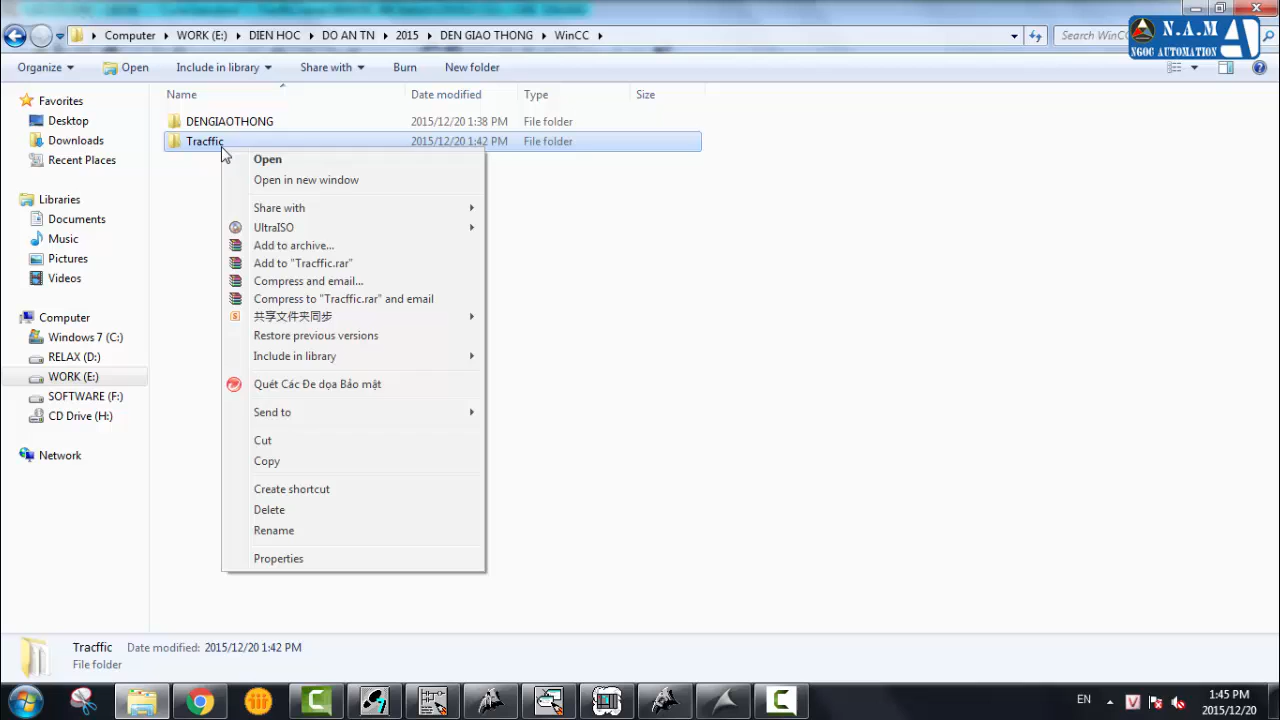 Computer ▸ WORK (E:) ▸ DIEN HOC ▸ DO AN TN ▸ 2015 ▸ DEN GIAO THONG ▸ WinCC ▸
Search WinCC
N.A.M
NGOC AUTOMATION
Organize
Open
Include in library
Share with
Burn
New folder
Name
Date modified
Type
Size
Favorites
Desktop
Downloads
Recent Places
Libraries
Documents
Music
Pictures
Videos
Computer
Windows 7 (C:)
RELAX (D:)
WORK (E:)
SOFTWARE (F:)
CD Drive (H:)
Network
DENGIAOTHONG 2015/12/20 1:38 PM File folder
Tracffic 2015/12/20 1:42 PM File folder
Open
Open in new window
Share with
UltraISO
Add to archive...
Add to "Tracffic.rar"
Compress and email...
Compress to "Tracffic.rar" and email
共享文件夹同步
Restore previous versions
Include in library
Quét Các Đe dọa Bảo mật
Send to
Cut
Copy
Create shortcut
Delete
Rename
Properties
Tracffic Date modified: 2015/12/20 1:42 PM
File folder
EN
1:45 PM
2015/12/20